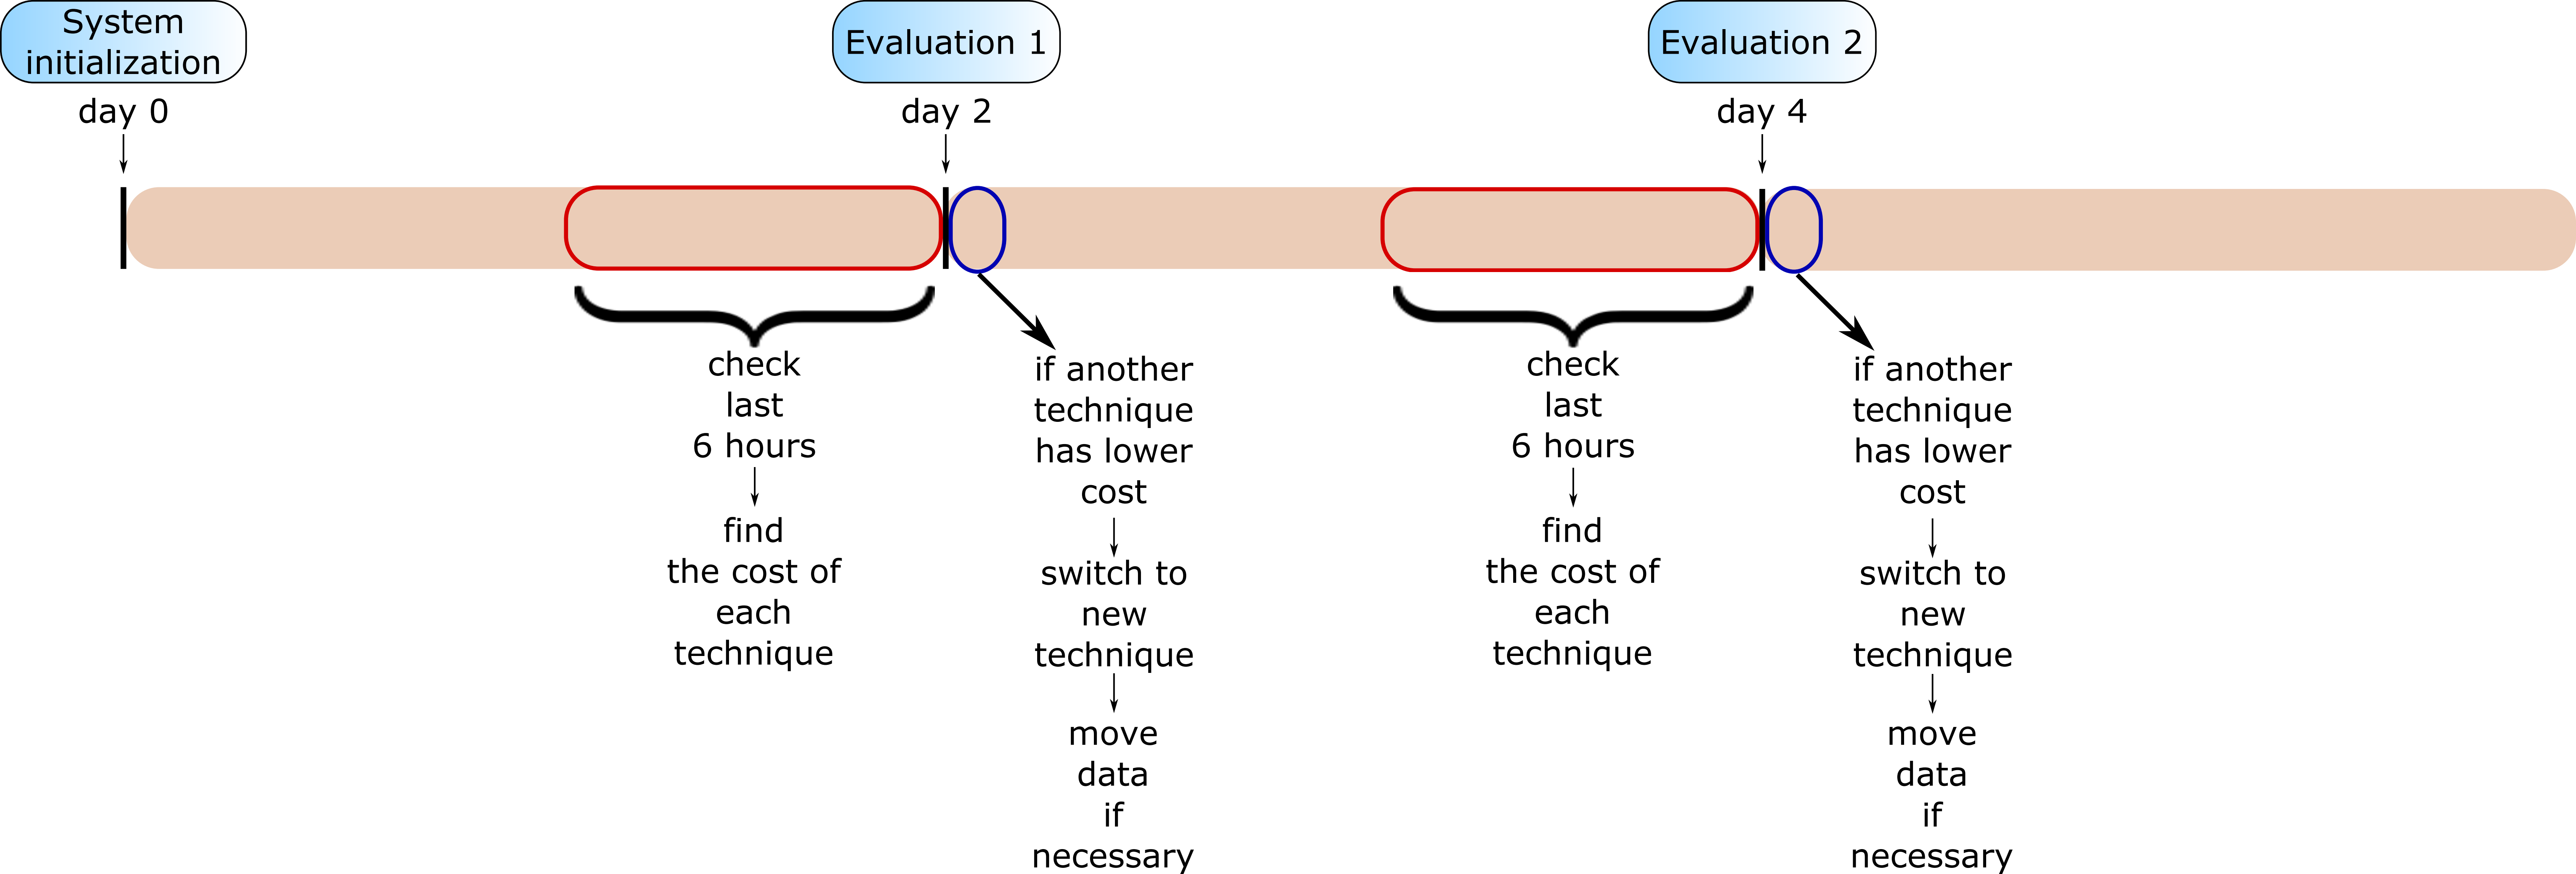 System
initialization
day 0
Evaluation 1
day 2
Evaluation 2
day 4
check
last
6 hours
find
the cost of
each
technique
if another
technique
has lower
cost
switch to
new
technique
move
data
if
necessary
check
last
6 hours
find
the cost of
each
technique
if another
technique
has lower
cost
switch to
new
technique
move
data
if
necessary